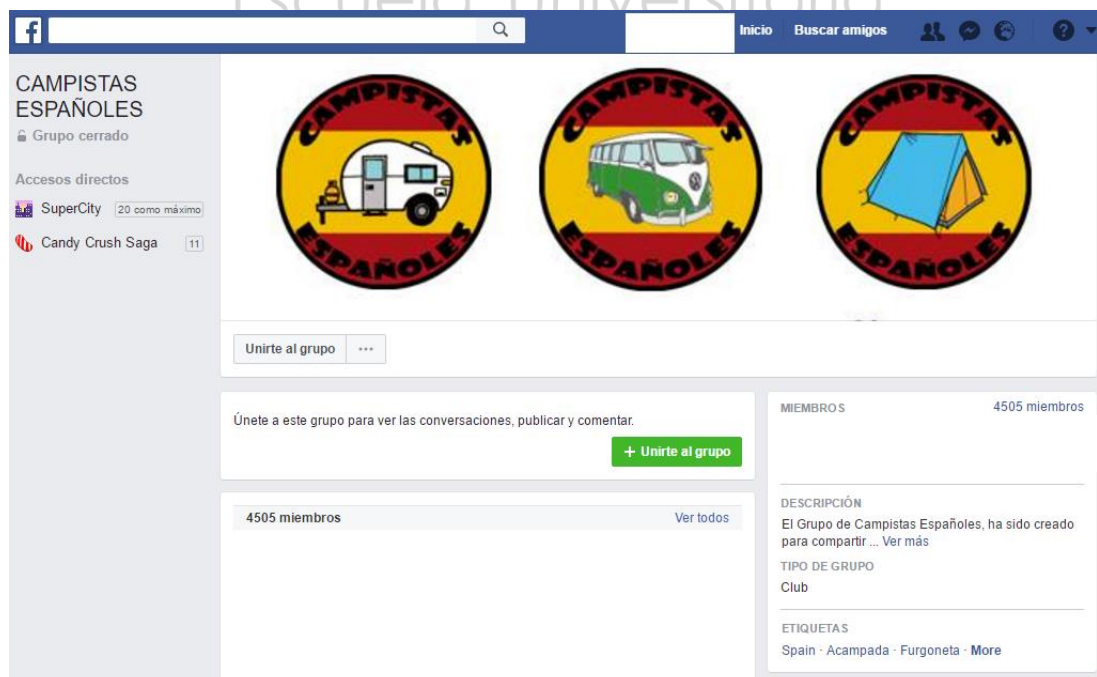 Escuela Universitaria
f
Inicio Buscar amigos
?
CAMPISTAS
ESPAÑOLES
Grupo cerrado
Accesos directos
SuperCity 20 como máximo
Candy Crush Saga 11
CAMPISTAS
ESPAÑOLES
CAMPISTAS
ESPAÑOLES
CAMPISTAS
ESPAÑOLES
Unirte al grupo ...
Únete a este grupo para ver las conversaciones, publicar y comentar.
+ Unirte al grupo
4505 miembros Ver todos
MIEMBROS 4505 miembros
DESCRIPCIÓN
El Grupo de Campistas Españoles, ha sido creado
para compartir ... Ver más
TIPO DE GRUPO
Club
ETIQUETAS
Spain · Acampada · Furgoneta · More